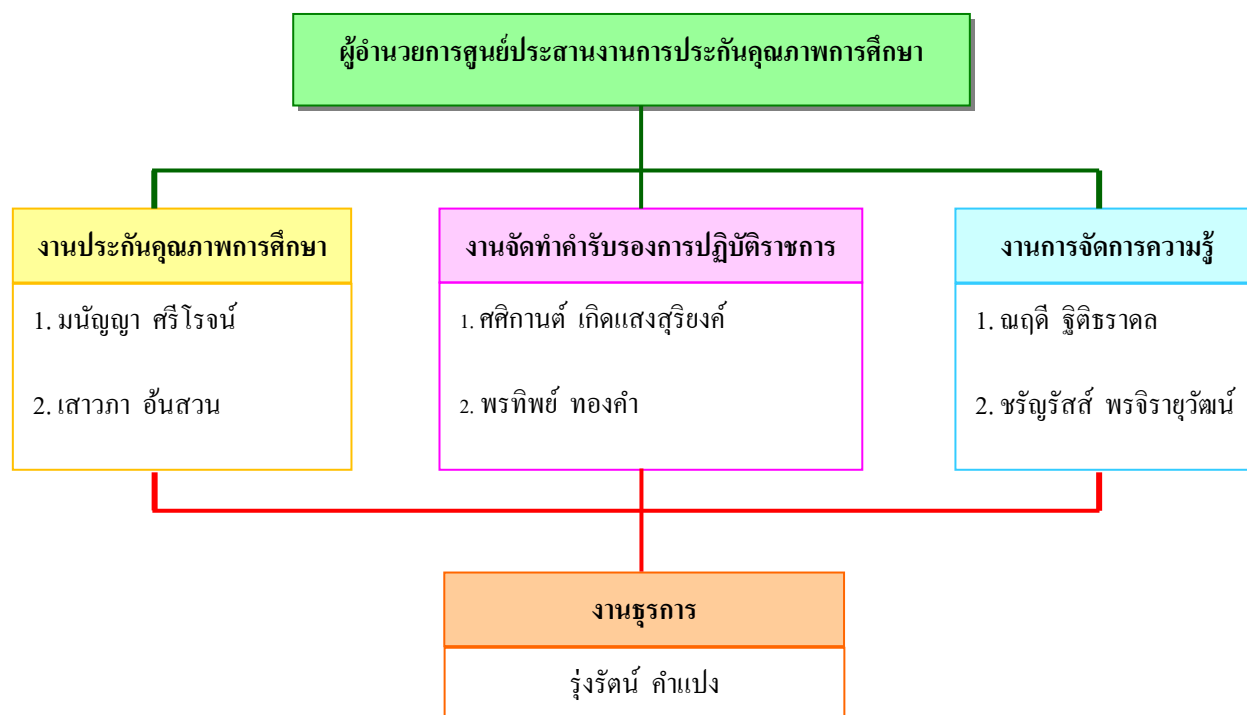 ผู้อำนวยการศูนย์ประสานงานการประกันคุณภาพการศึกษา
งานประกันคุณภาพการศึกษา
1. มนัญญา ศรีโรจน์
2. เสาวภา อ้นสวน
งานจัดทำคำรับรองการปฏิบัติราชการ
1. ศศิกานต์ เกิดแสงสุริยงค์
2. พรทิพย์ ทองคำ
งานการจัดการความรู้
1. ณฤดี ฐิติธราดล
2. ชรัญรัสส์ พรจิรายุวัฒน์
งานธุรการ
รุ่งรัตน์ คำแปง